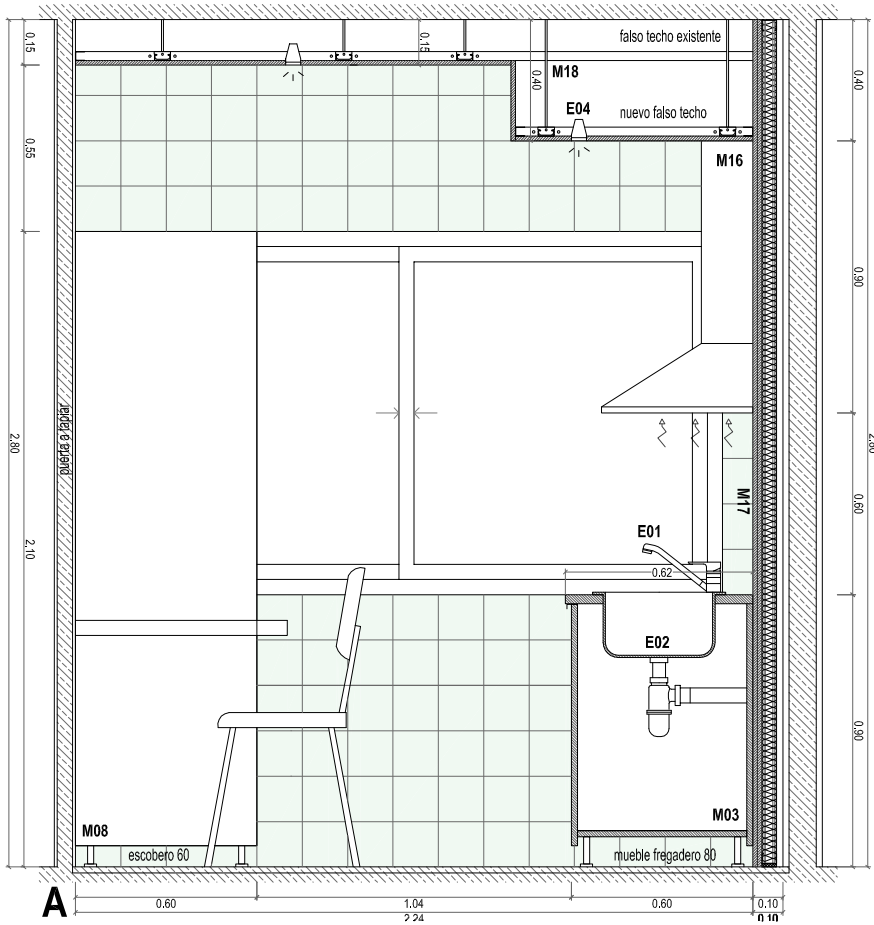 falso techo existente
0.15
0.15
0.40
0.40
M18
E04
nuevo falso techo
M16
0.55
0.90
puerta a tapiar
2.80
2.10
M17
0.60
E01
0.62
E02
0.90
M03
M08
escobero 60
mueble fregadero 80
A
0.60
1.04
0.60
0.10
2.24
0.10